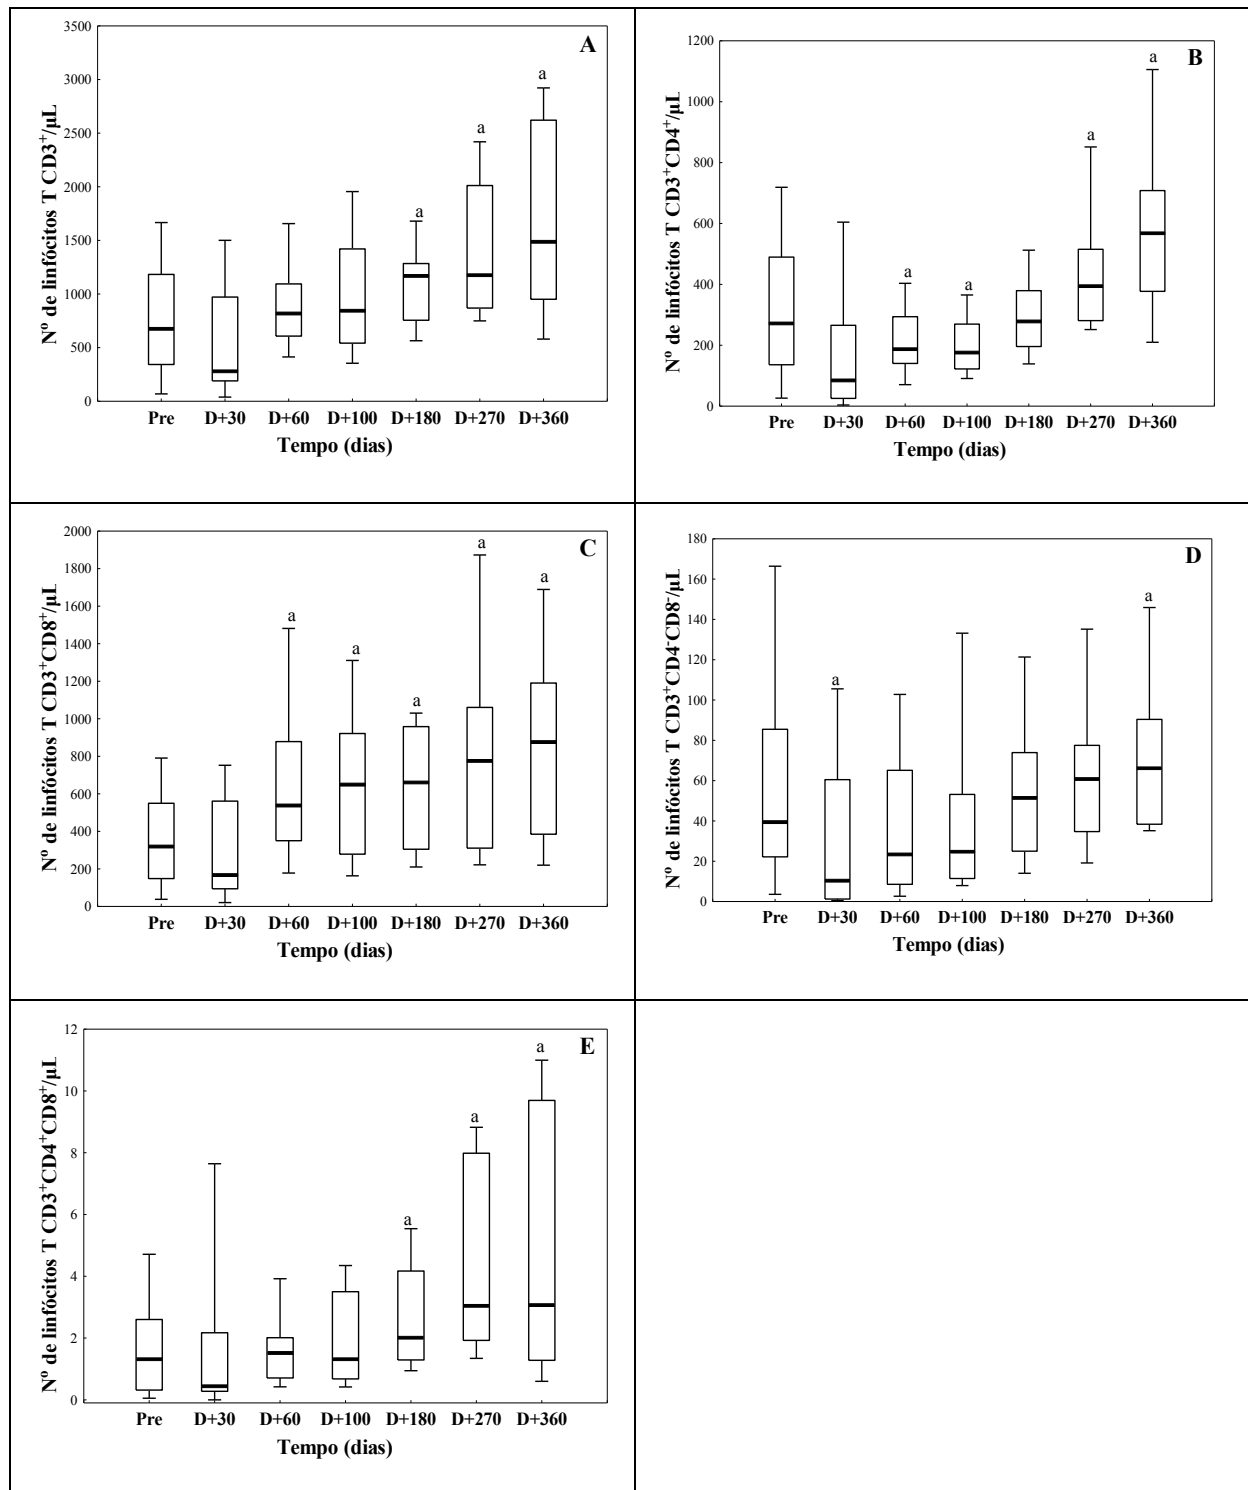 A
Nº de linfócitos T CD3⁺/µL
3500
3000
2500
2000
1500
1000
500
0
a
a
a
Pre D+30 D+60 D+100 D+180 D+270 D+360
Tempo (dias)
B
Nº de linfócitos T CD3⁺CD4⁺/µL
1200
1000
800
600
400
200
0
a
a
a
a
Pre D+30 D+60 D+100 D+180 D+270 D+360
Tempo (dias)
C
Nº de linfócitos T CD3⁺CD8⁺/µL
2000
1800
1600
1400
1200
1000
800
600
400
200
0
a
a
a
a
a
Pre D+30 D+60 D+100 D+180 D+270 D+360
Tempo (dias)
D
Nº de linfócitos T CD3⁺CD4⁻CD8⁻/µL
180
160
140
120
100
80
60
40
20
0
a
a
Pre D+30 D+60 D+100 D+180 D+270 D+360
Tempo (dias)
E
Nº de linfócitos T CD3⁺CD4⁺CD8⁺/µL
12
10
8
6
4
2
0
a
a
a
Pre D+30 D+60 D+100 D+180 D+270 D+360
Tempo (dias)